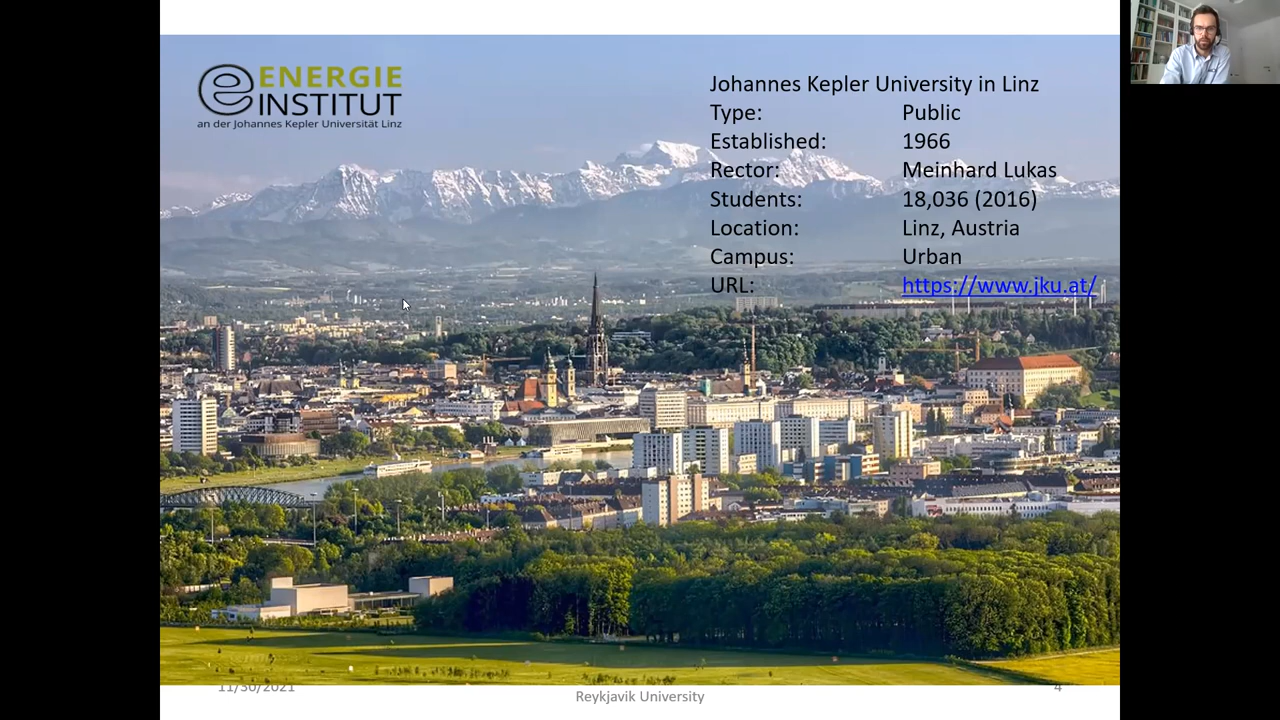 ENERGIE
INSTITUT
an der Johannes Kepler Universität Linz
Johannes Kepler University in Linz
Type: Public
Established: 1966
Rector: Meinhard Lukas
Students: 18,036 (2016)
Location: Linz, Austria
Campus: Urban
URL: https://www.jku.at/
11/30/2021
Reykjavik University
4